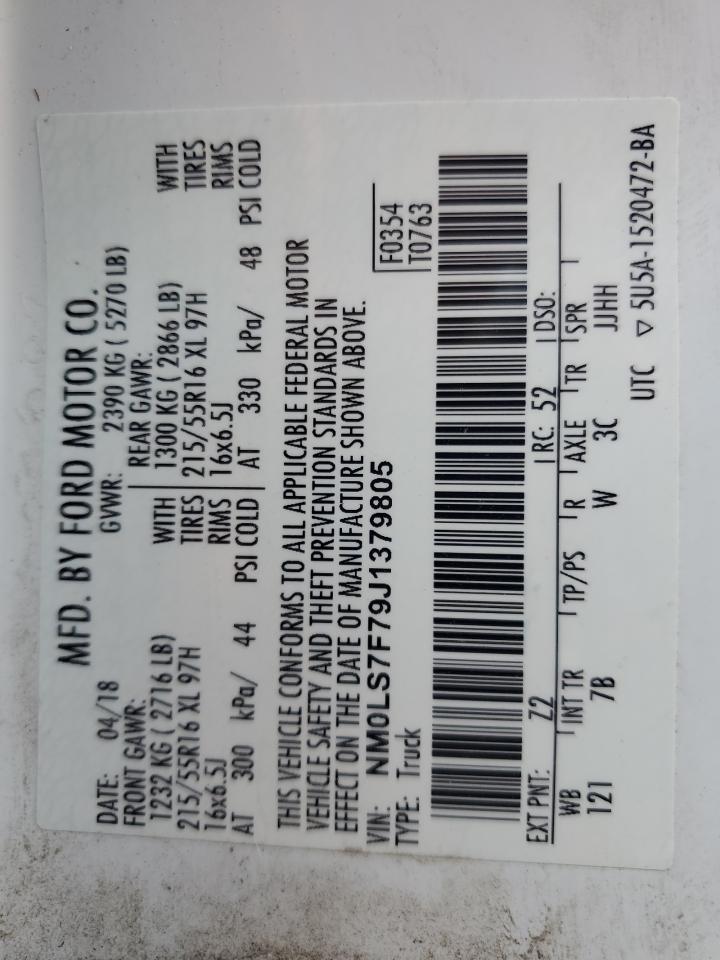 MFD. BY FORD MOTOR CO.
DATE: 04/18 GVWR: 2390 KG ( 5270 LB)
FRONT GAWR: REAR GAWR:
1232 KG ( 2716 LB) WITH 1300 KG ( 2866 LB) WITH
215/55R16 XL 97H TIRES 215/55R16 XL 97H TIRES
16x6.5J RIMS 16x6.5J RIMS
AT 300 kPa/ 44 PSI COLD AT 330 kPa/ 48 PSI COLD
THIS VEHICLE CONFORMS TO ALL APPLICABLE FEDERAL MOTOR
VEHICLE SAFETY AND THEFT PREVENTION STANDARDS IN
EFFECT ON THE DATE OF MANUFACTURE SHOWN ABOVE.
VIN: NM0LS7F79J1379805 F0354
TYPE: Truck T0763
EXT PNT: Z2 RC: 52 DSO:
WB INT TR TP/PS R AXLE TR SPR
121 7B W 3C JJHH
UTC ▽ 5U5A-1520472-BA